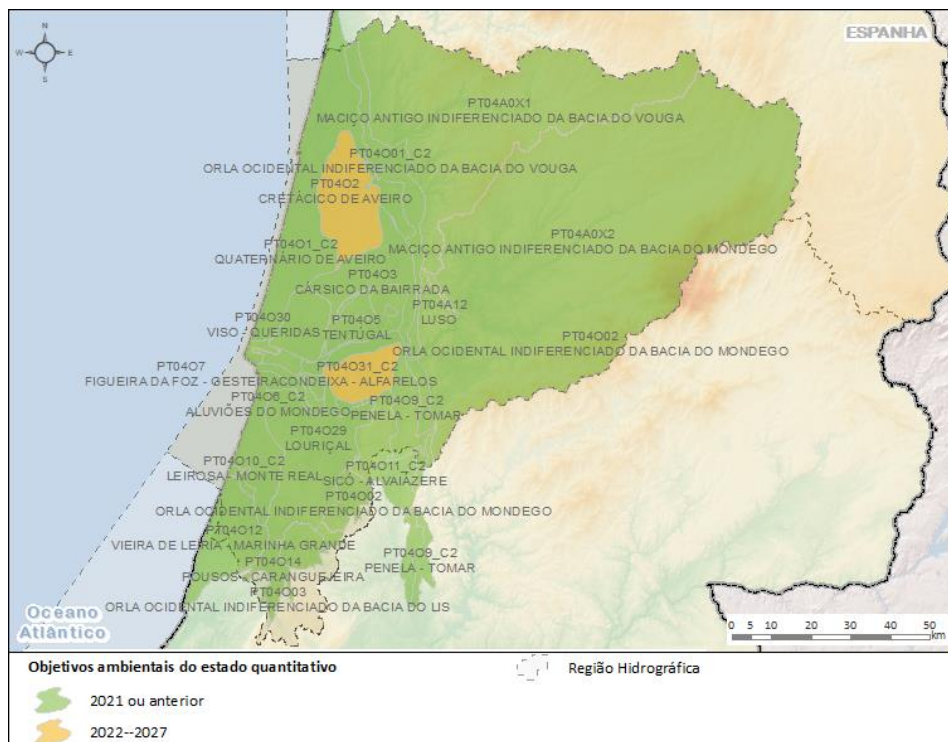 N
W E
S
ESPANHA
PT04A0X1
MACIÇO ANTIGO INDIFERENCIADO DA BACIA DO VOUGA
PT04O01_C2
ORLA OCIDENTAL INDIFERENCIADO DA BACIA DO VOUGA
PT04O2
CRETÁCICO DE AVEIRO
PT04A0X2
MACIÇO ANTIGO INDIFERENCIADO DA BACIA DO MONDEGO
PT04O1_C2
QUATERNÁRIO DE AVEIRO
PT04O3
CÁRSICO DA BAIRRADA
PT04A12
LUSO
PT04O30
VISO - QUERIDAS
PT04O5
TENTÚGAL
PT04O02
ORLA OCIDENTAL INDIFERENCIADO DA BACIA DO MONDEGO
PT04O7
FIGUEIRA DA FOZ - GESTEIRA
PT04O31_C2
CONDEIXA - ALFARELOS
PT04O6_C2
ALUVIÕES DO MONDEGO
PT04O9_C2
PENELA - TOMAR
PT04O29
LOURIÇAL
PT04O10_C2
LEIROSA - MONTE REAL
PT04O11_C2
SICÓ - ALVAIÁZERE
PT04O02
ORLA OCIDENTAL INDIFERENCIADO DA BACIA DO MONDEGO
PT04O12
VIEIRA DE LEIRIA - MARINHA GRANDE
PT04O9_C2
PENELA - TOMAR
PT04O14
POUSOS - CARANGUEJEIRA
PT04O03
ORLA OCIDENTAL INDIFERENCIADO DA BACIA DO LIS
Oceano
Atlântico
0 5 10 20 30 40 50
km
Objetivos ambientais do estado quantitativo
2021 ou anterior
2022--2027
Região Hidrográfica